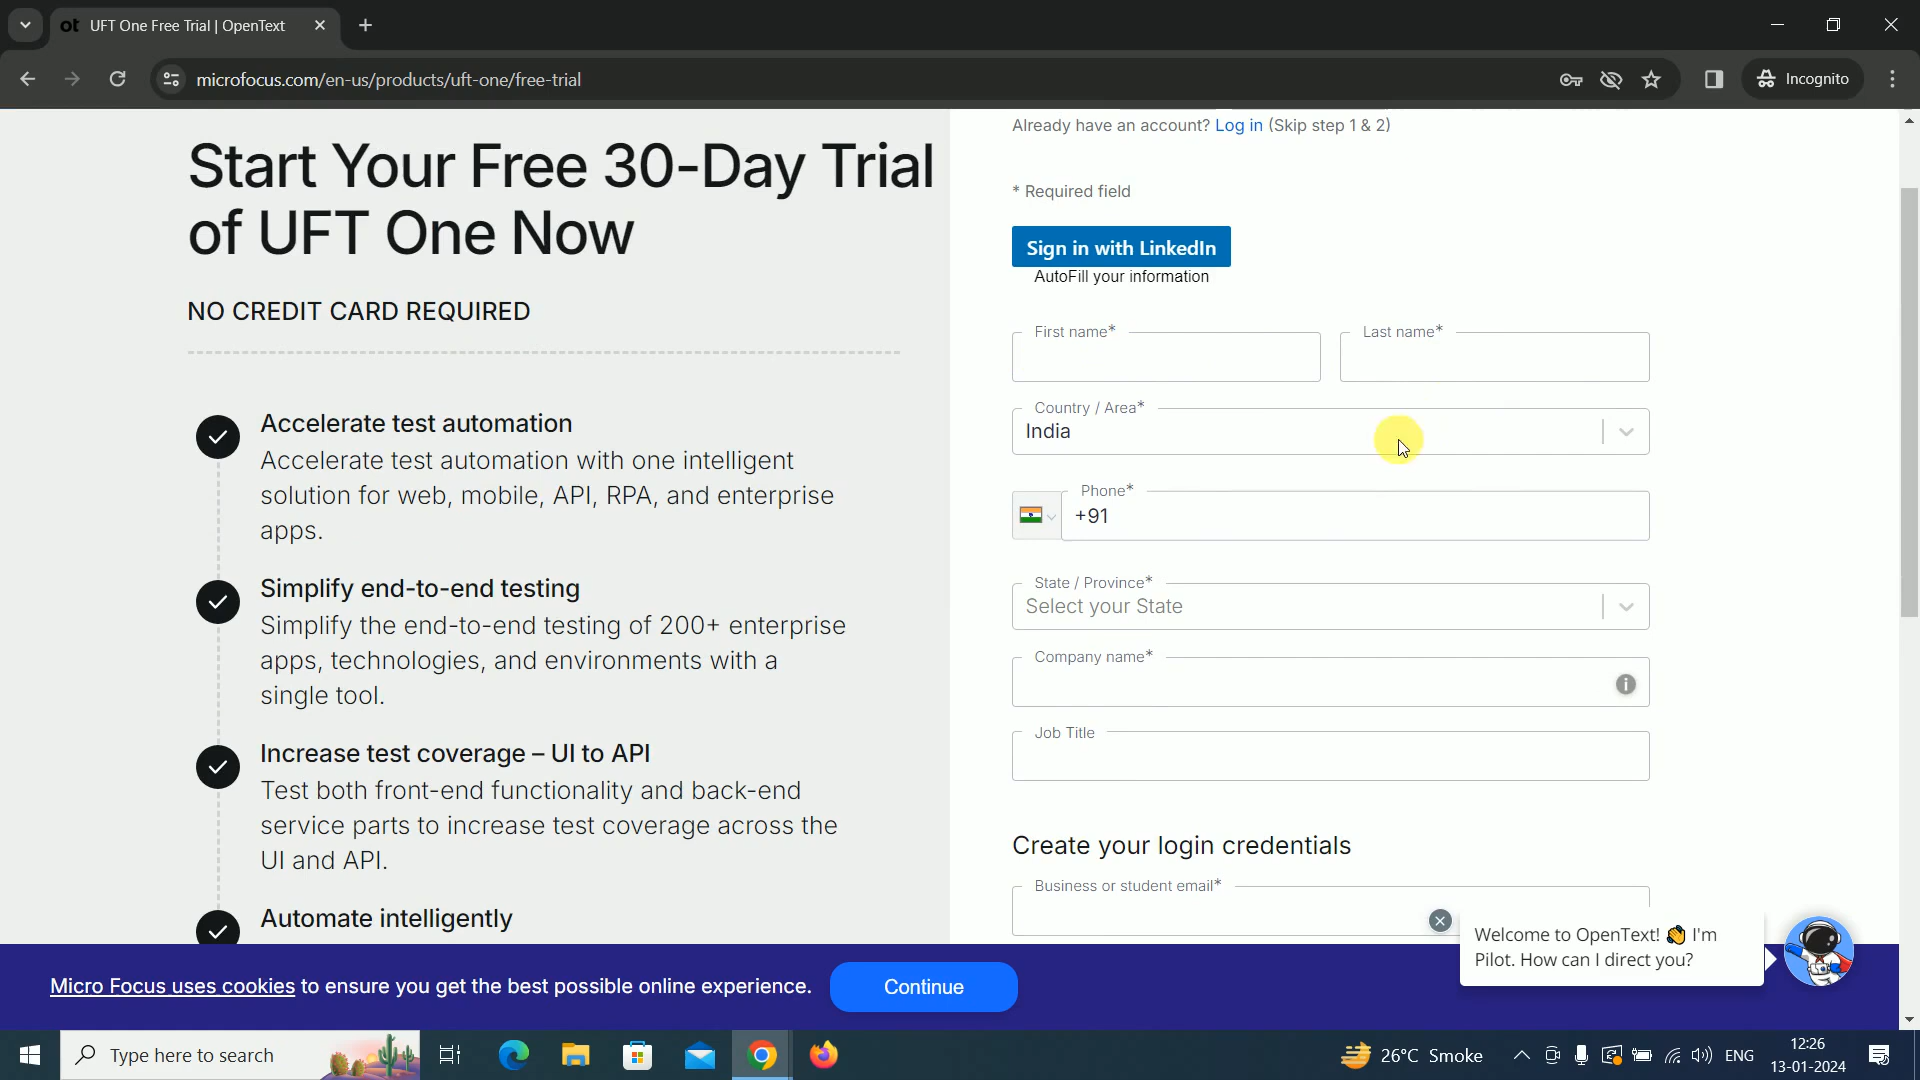 ot UFT One Free Trial | OpenText
microfocus.com/en-us/products/uft-one/free-trial
Incognito
Start Your Free 30-Day Trial
of UFT One Now
NO CREDIT CARD REQUIRED
Accelerate test automation
Accelerate test automation with one intelligent
solution for web, mobile, API, RPA, and enterprise
apps.
Simplify end-to-end testing
Simplify the end-to-end testing of 200+ enterprise
apps, technologies, and environments with a
single tool.
Increase test coverage – UI to API
Test both front-end functionality and back-end
service parts to increase test coverage across the
UI and API.
Automate intelligently
Already have an account? Log in (Skip step 1 & 2)
* Required field
Sign in with LinkedIn
AutoFill your information
First name*
Last name*
Country / Area*
India
Phone*
+91
State / Province*
Select your State
Company name*
Job Title
Create your login credentials
Business or student email*
Welcome to OpenText! 👋 I'm
Pilot. How can I direct you?
Micro Focus uses cookies to ensure you get the best possible online experience.
Continue
Type here to search
26°C Smoke
ENG
12:26
13-01-2024